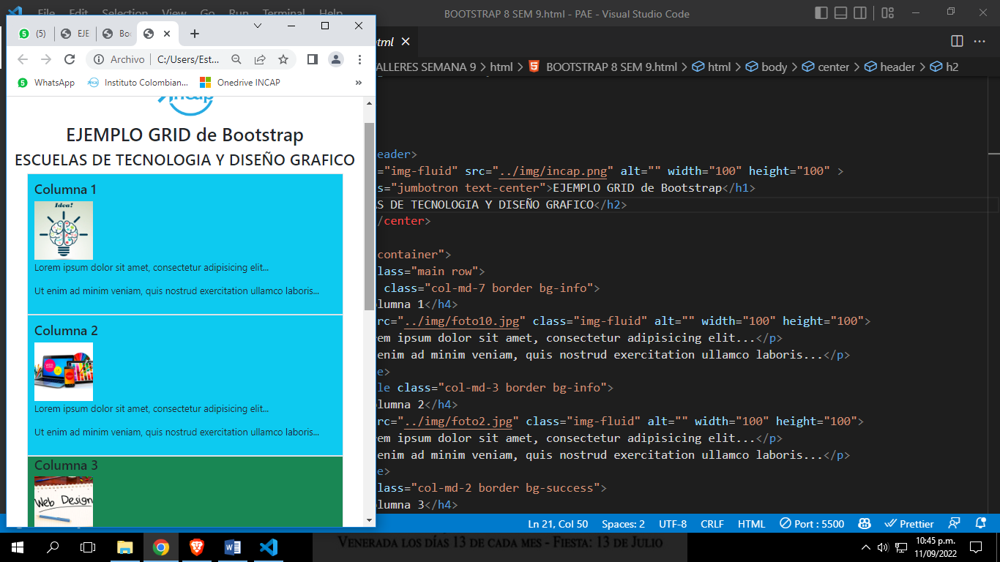 File Edit Selection View Go Run Terminal Help
BOOTSTRAP 8 SEM 9.html - PAE - Visual Studio Code
(5)
EJE
Bo
html
Archivo C:/Users/Est...
WhatsApp
Instituto Colombian...
Onedrive INCAP
»
ALLERES SEMANA 9 > html > BOOTSTRAP 8 SEM 9.html > html > body > center > header > h2
incap
EJEMPLO GRID de Bootstrap
ESCUELAS DE TECNOLOGIA Y DISEÑO GRAFICO
Columna 1
Idea!
Lorem ipsum dolor sit amet, consectetur adipisicing elit...
Ut enim ad minim veniam, quis nostrud exercitation ullamco laboris...
Columna 2
Lorem ipsum dolor sit amet, consectetur adipisicing elit...
Ut enim ad minim veniam, quis nostrud exercitation ullamco laboris...
Columna 3
Web Design
eader>
="img-fluid" src="../img/incap.png" alt="" width="100" height="100" >
s="jumbotron text-center">EJEMPLO GRID de Bootstrap</h1>
AS DE TECNOLOGIA Y DISEÑO GRAFICO</h2>
/center>
container">
lass="main row">
class="col-md-7 border bg-info">
olumna 1</h4>
src="../img/foto10.jpg" class="img-fluid" alt="" width="100" height="100">
rem ipsum dolor sit amet, consectetur adipisicing elit...</p>
enim ad minim veniam, quis nostrud exercitation ullamco laboris...</p>
e>
le class="col-md-3 border bg-info">
olumna 2</h4>
src="../img/foto2.jpg" class="img-fluid" alt="" width="100" height="100">
rem ipsum dolor sit amet, consectetur adipisicing elit...</p>
enim ad minim veniam, quis nostrud exercitation ullamco laboris...</p>
e>
class="col-md-2 border bg-success">
olumna 3</h4>
Ln 21, Col 50 Spaces: 2 UTF-8 CRLF HTML Port : 5500 Prettier
Venerada los días 13 de cada mes - Fiesta: 13 de Julio
10:45 p.m.
11/09/2022